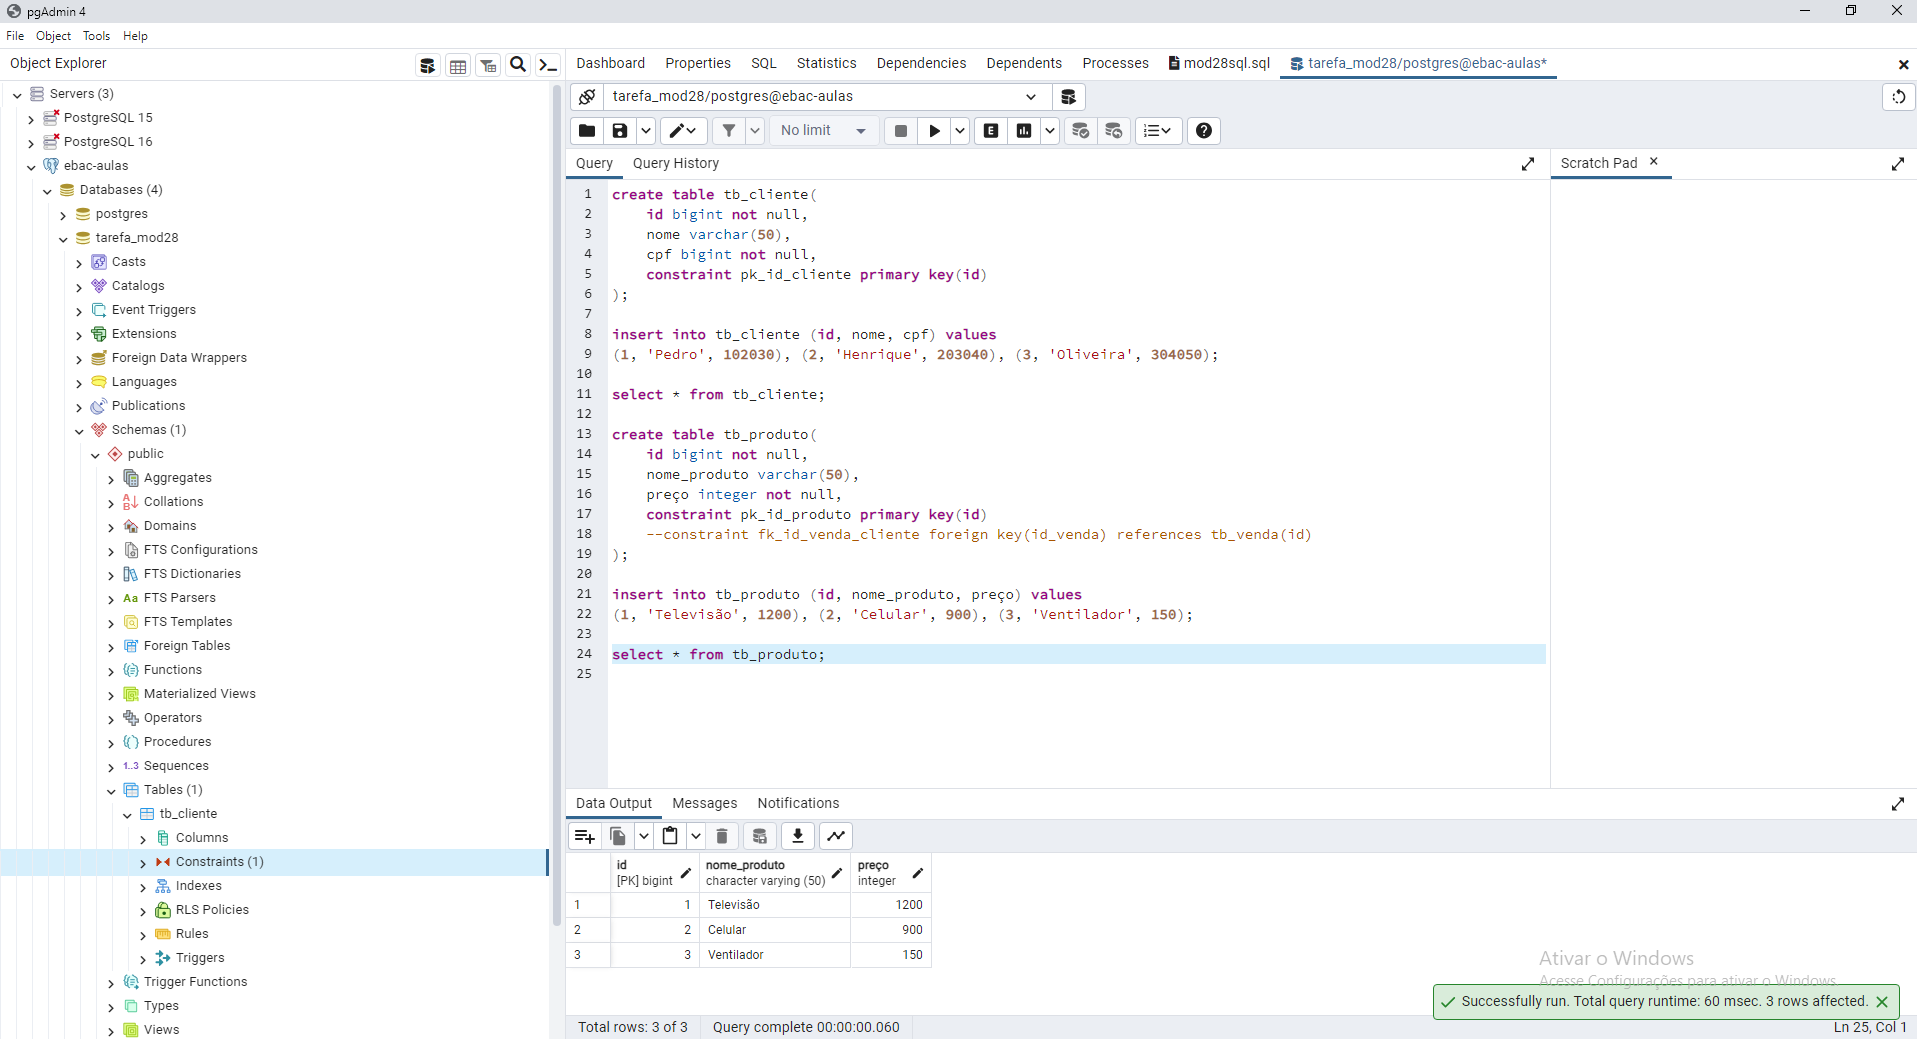 pgAdmin 4
File Object Tools Help
Object Explorer
Dashboard Properties SQL Statistics Dependencies Dependents Processes mod28sql.sql tarefa_mod28/postgres@ebac-aulas*
Servers (3)
PostgreSQL 15
PostgreSQL 16
ebac-aulas
Databases (4)
postgres
tarefa_mod28
Casts
Catalogs
Event Triggers
Extensions
Foreign Data Wrappers
Languages
Publications
Schemas (1)
public
Aggregates
Collations
Domains
FTS Configurations
FTS Dictionaries
Aa FTS Parsers
FTS Templates
Foreign Tables
Functions
Materialized Views
Operators
Procedures
1..3 Sequences
Tables (1)
tb_cliente
Columns
Constraints (1)
Indexes
RLS Policies
Rules
Triggers
Trigger Functions
Types
Views
tarefa_mod28/postgres@ebac-aulas
No limit
E
Query Query History
Scratch Pad
1 create table tb_cliente(
2 id bigint not null,
3 nome varchar(50),
4 cpf bigint not null,
5 constraint pk_id_cliente primary key(id)
6 );
7
8 insert into tb_cliente (id, nome, cpf) values
9 (1, 'Pedro', 102030), (2, 'Henrique', 203040), (3, 'Oliveira', 304050);
10
11 select * from tb_cliente;
12
13 create table tb_produto(
14 id bigint not null,
15 nome_produto varchar(50),
16 preço integer not null,
17 constraint pk_id_produto primary key(id)
18 --constraint fk_id_venda_cliente foreign key(id_venda) references tb_venda(id)
19 );
20
21 insert into tb_produto (id, nome_produto, preço) values
22 (1, 'Televisão', 1200), (2, 'Celular', 900), (3, 'Ventilador', 150);
23
24 select * from tb_produto;
25
Data Output Messages Notifications
id nome_produto preço
[PK] bigint character varying (50) integer
1 1 Televisão 1200
2 2 Celular 900
3 3 Ventilador 150
Ativar o Windows
Acesse Configurações para ativar o Windows.
Successfully run. Total query runtime: 60 msec. 3 rows affected.
Total rows: 3 of 3 Query complete 00:00:00.060
Ln 25, Col 1